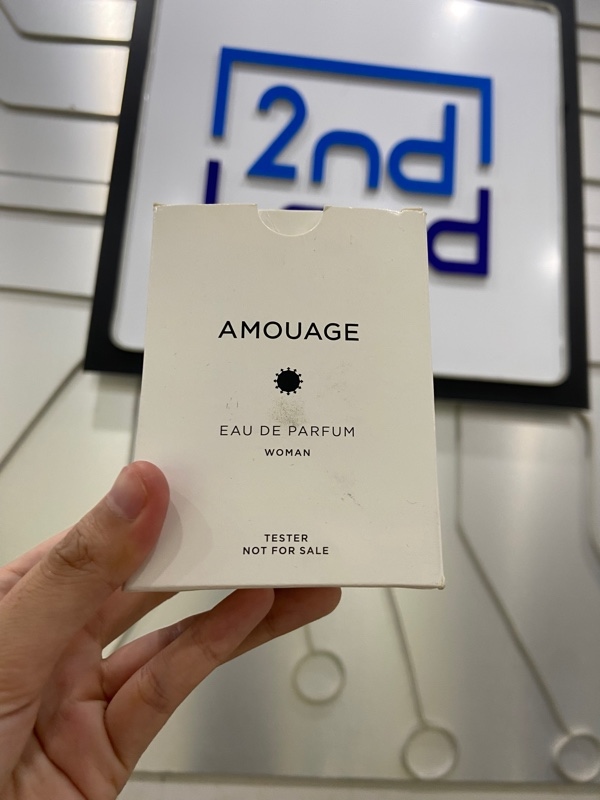 2nd
AMOUAGE
EAU DE PARFUM
WOMAN
TESTER
NOT FOR SALE